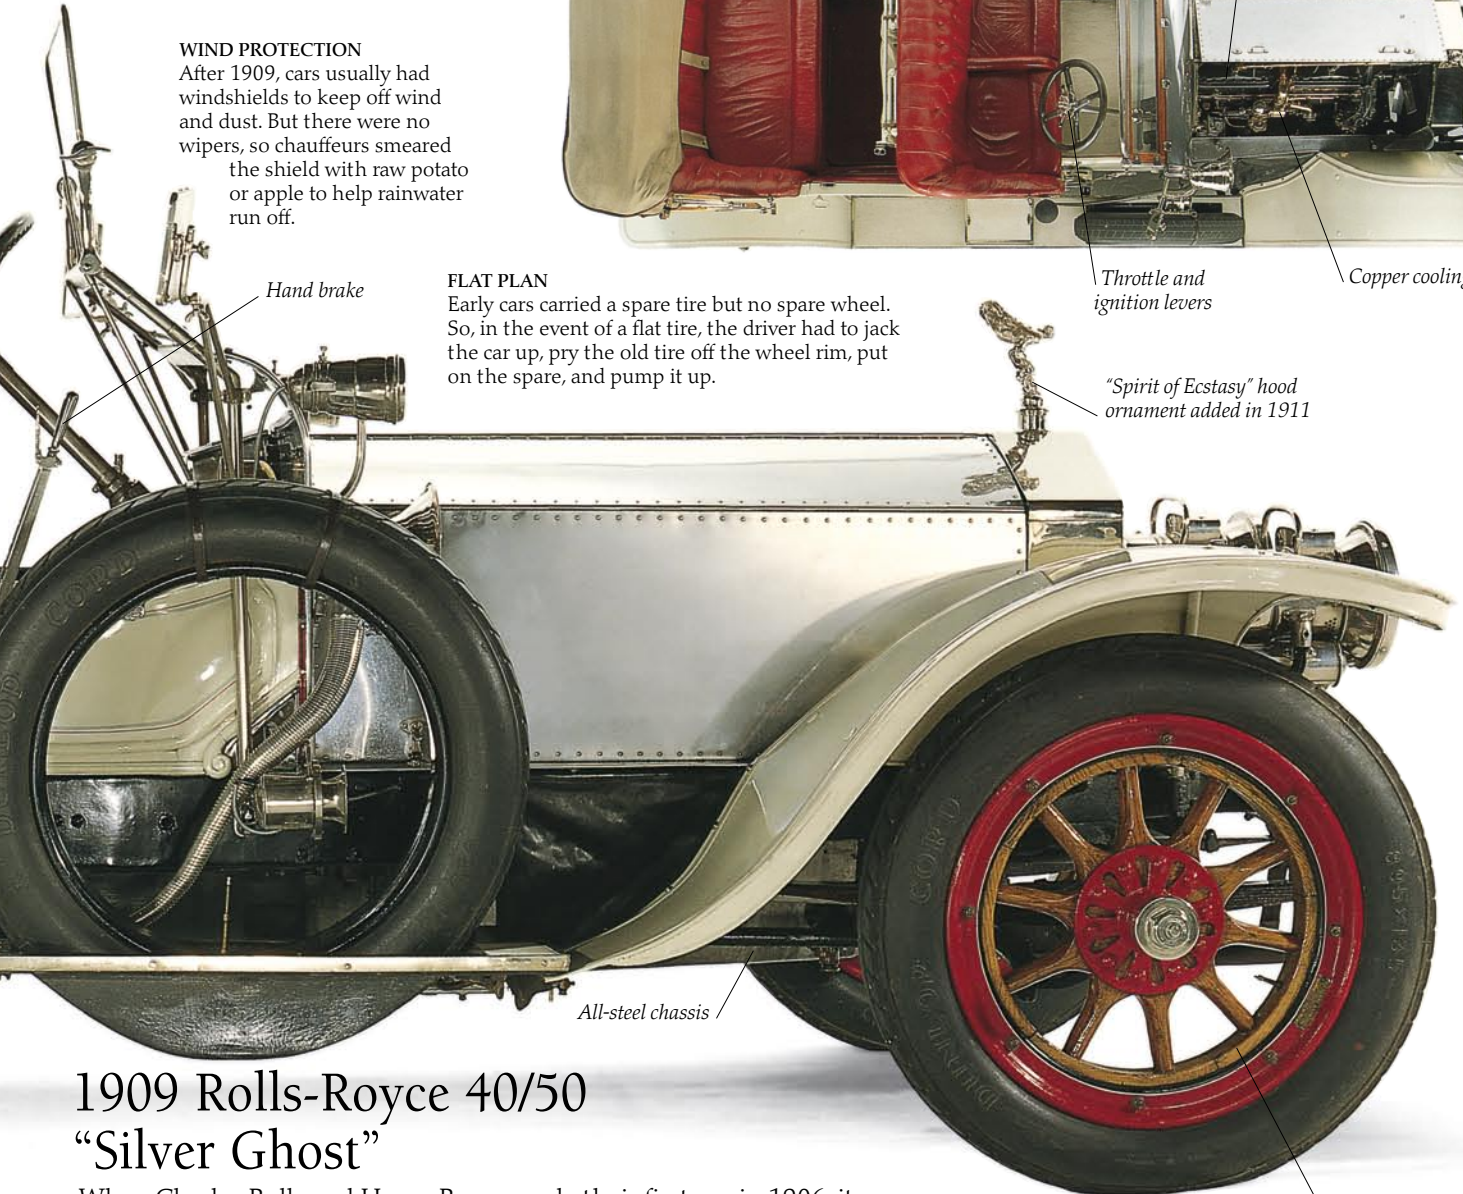 WIND PROTECTION
After 1909, cars usually had
windshields to keep off wind
and dust. But there were no
wipers, so chauffeurs smeared
the shield with raw potato
or apple to help rainwater
run off.
Hand brake
FLAT PLAN
Early cars carried a spare tire but no spare wheel.
So, in the event of a flat tire, the driver had to jack
the car up, pry the old tire off the wheel rim, put
on the spare, and pump it up.
Throttle and
ignition levers
Copper cooling
“Spirit of Ecstasy” hood
ornament added in 1911
CORD
CORD
DUNLOP
All-steel chassis
1909 Rolls-Royce 40/50
“Silver Ghost”